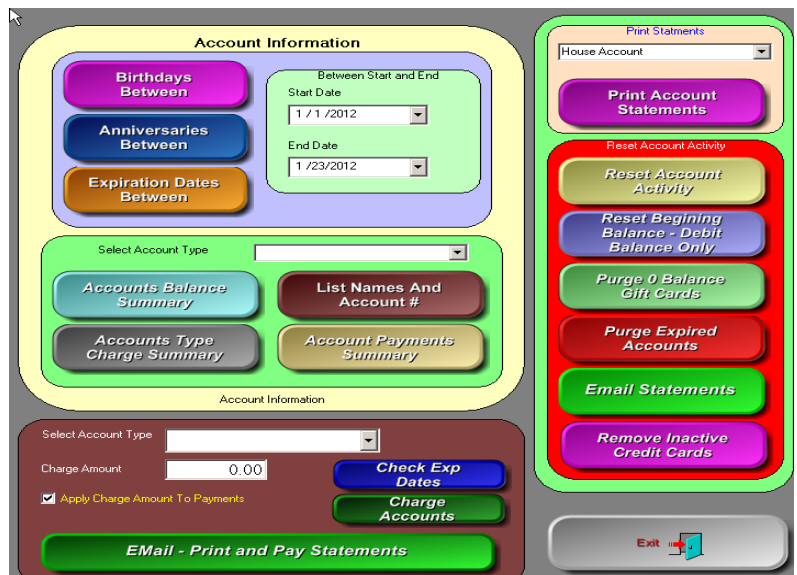 Account Information
Birthdays
Between
Anniversaries
Between
Expiration Dates
Between
Between Start and End
Start Date
1 / 1 /2012
End Date
1 /23/2012
Select Account Type
Accounts Balance
Summary
List Names And
Account #
Accounts Type
Charge Summary
Account Payments
Summary
Account Information
Select Account Type
Charge Amount
0.00
Apply Charge Amount To Payments
Check Exp
Dates
Charge
Accounts
EMail - Print and Pay Statements
Print Statments
House Account
Print Account
Statements
Reset Account Activity
Reset Account
Activity
Reset Begining
Balance - Debit
Balance Only
Purge 0 Balance
Gift Cards
Purge Expired
Accounts
Email Statements
Remove Inactive
Credit Cards
Exit